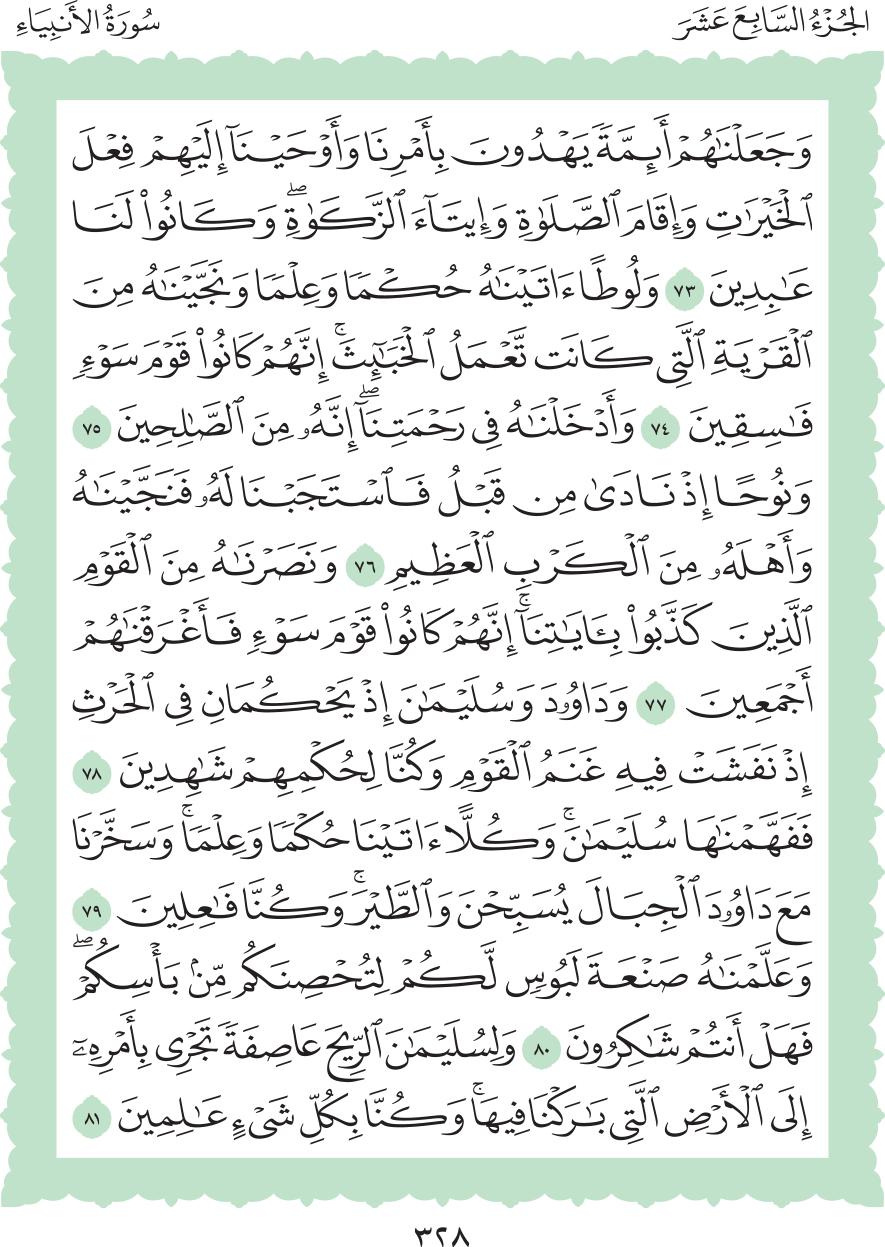 الجُزْءُ السَّابِعَ عَشَرَ
سُورَةُ الأَنبِيَاءِ
وَجَعَلۡنَٰهُمۡ أَئِمَّةٗ يَهۡدُونَ بِأَمۡرِنَا وَأَوۡحَيۡنَآ إِلَيۡهِمۡ فِعۡلَ
ٱلۡخَيۡرَٰتِ وَإِقَامَ ٱلصَّلَوٰةِ وَإِيتَآءَ ٱلزَّكَوٰةِۖ وَكَانُواْ لَنَا
عَٰبِدِينَ ٧٣ وَلُوطًا ءَاتَيۡنَٰهُ حُكۡمٗا وَعِلۡمٗا وَنَجَّيۡنَٰهُ مِنَ
ٱلۡقَرۡيَةِ ٱلَّتِي كَانَت تَّعۡمَلُ ٱلۡخَبَٰٓئِثَۚ إِنَّهُمۡ كَانُواْ قَوۡمَ سَوۡءٖ
فَٰسِقِينَ ٧٤ وَأَدۡخَلۡنَٰهُ فِي رَحۡمَتِنَآۖ إِنَّهُۥ مِنَ ٱلصَّٰلِحِينَ ٧٥
وَنُوحًا إِذۡ نَادَىٰ مِن قَبۡلُ فَٱسۡتَجَبۡنَا لَهُۥ فَنَجَّيۡنَٰهُ
وَأَهۡلَهُۥ مِنَ ٱلۡكَرۡبِ ٱلۡعَظِيمِ ٧٦ وَنَصَرۡنَٰهُ مِنَ ٱلۡقَوۡمِ
ٱلَّذِينَ كَذَّبُواْ بِـَٔايَٰتِنَآۚ إِنَّهُمۡ كَانُواْ قَوۡمَ سَوۡءٖ فَأَغۡرَقۡنَٰهُمۡ
أَجۡمَعِينَ ٧٧ وَدَاوُۥدَ وَسُلَيۡمَٰنَ إِذۡ يَحۡكُمَانِ فِي ٱلۡحَرۡثِ
إِذۡ نَفَشَتۡ فِيهِ غَنَمُ ٱلۡقَوۡمِ وَكُنَّا لِحُكۡمِهِمۡ شَٰهِدِينَ ٧٨
فَفَهَّمۡنَٰهَا سُلَيۡمَٰنَۚ وَكُلًّا ءَاتَيۡنَا حُكۡمٗا وَعِلۡمٗاۚ وَسَخَّرۡنَا
مَعَ دَاوُۥدَ ٱلۡجِبَالَ يُسَبِّحۡنَ وَٱلطَّيۡرَۚ وَكُنَّا فَٰعِلِينَ ٧٩
وَعَلَّمۡنَٰهُ صَنۡعَةَ لَبُوسٖ لَّكُمۡ لِتُحۡصِنَكُم مِّنۢ بَأۡسِكُمۡۖ
فَهَلۡ أَنتُمۡ شَٰكِرُونَ ٨٠ وَلِسُلَيۡمَٰنَ ٱلرِّيحَ عَاصِفَةٗ تَجۡرِي بِأَمۡرِهِۦٓ
إِلَى ٱلۡأَرۡضِ ٱلَّتِي بَٰرَكۡنَا فِيهَاۚ وَكُنَّا بِكُلِّ شَيۡءٍ عَٰلِمِينَ ٨١
٣٢٨